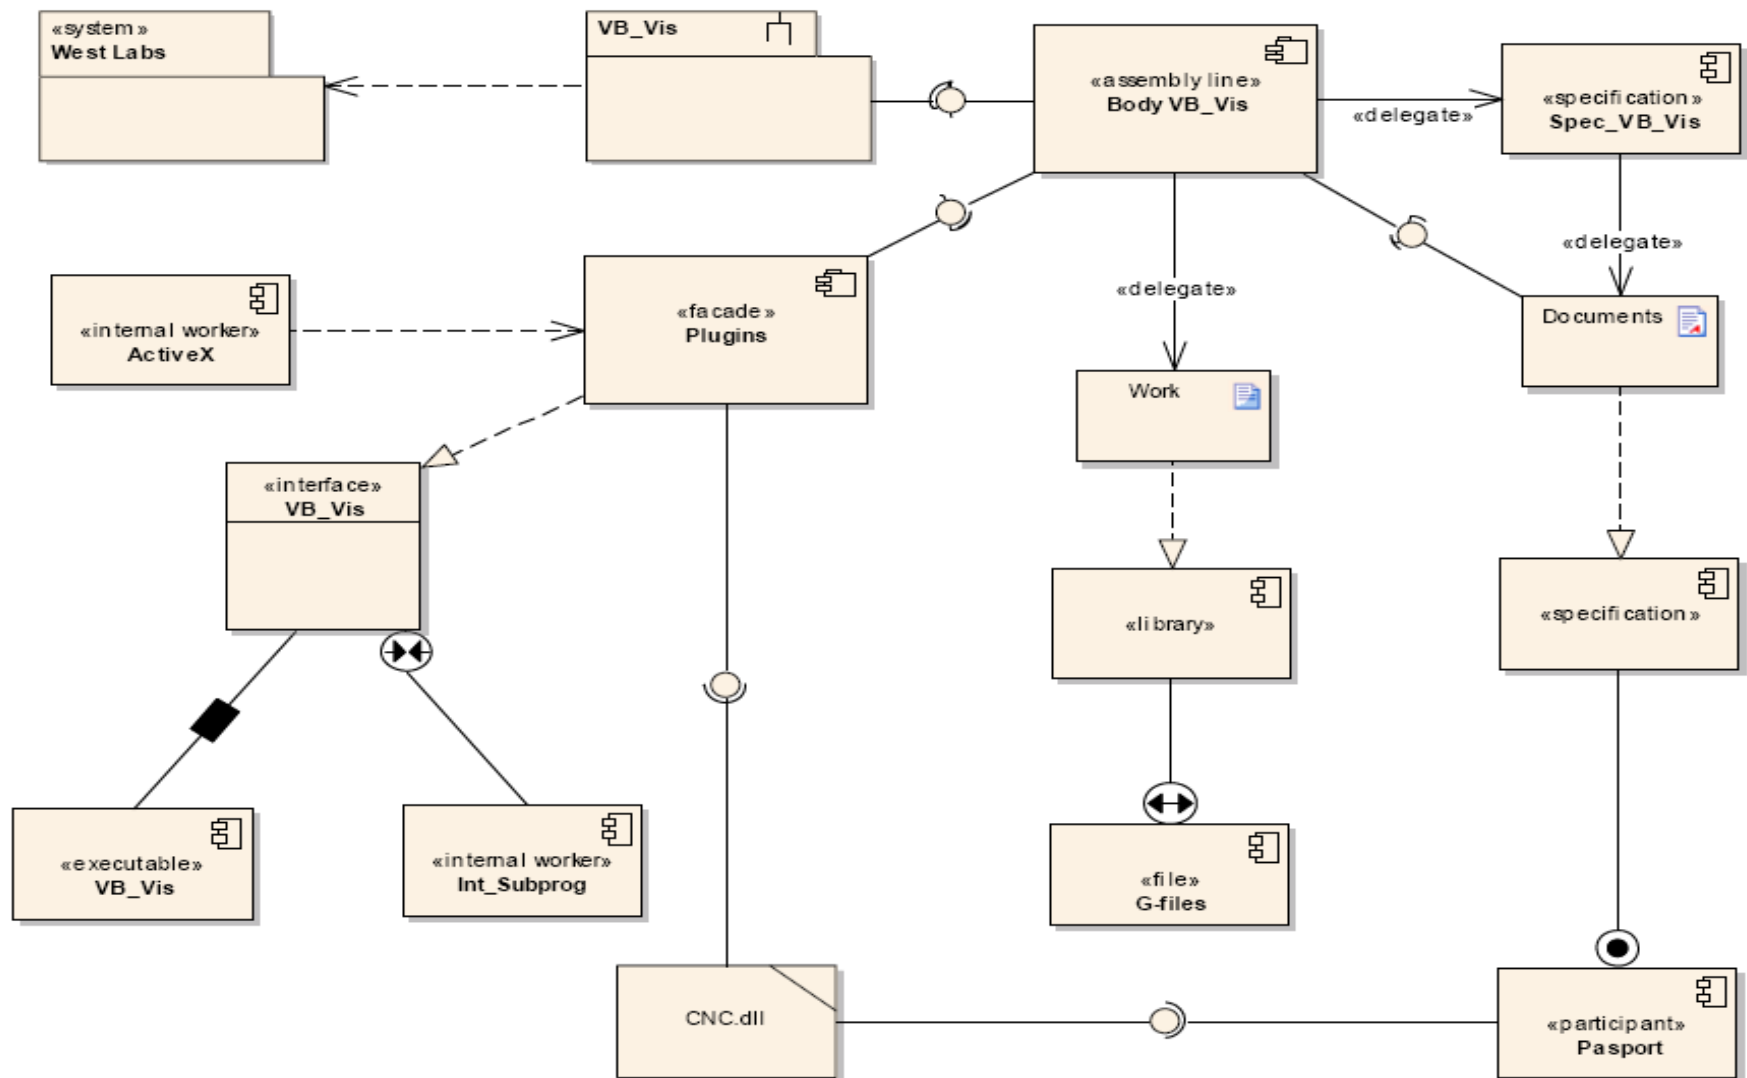 «system»
West Labs
VB_Vis
«assembly line»
Body VB_Vis
«delegate»
«specification»
Spec_VB_Vis
«delegate»
«internal worker»
ActiveX
«facade»
Plugins
«delegate»
Documents
Work
«interface»
VB_Vis
«library»
«specification»
«executable»
VB_Vis
«internal worker»
Int_Subprog
«file»
G-files
CNC.dll
«participant»
Pasport